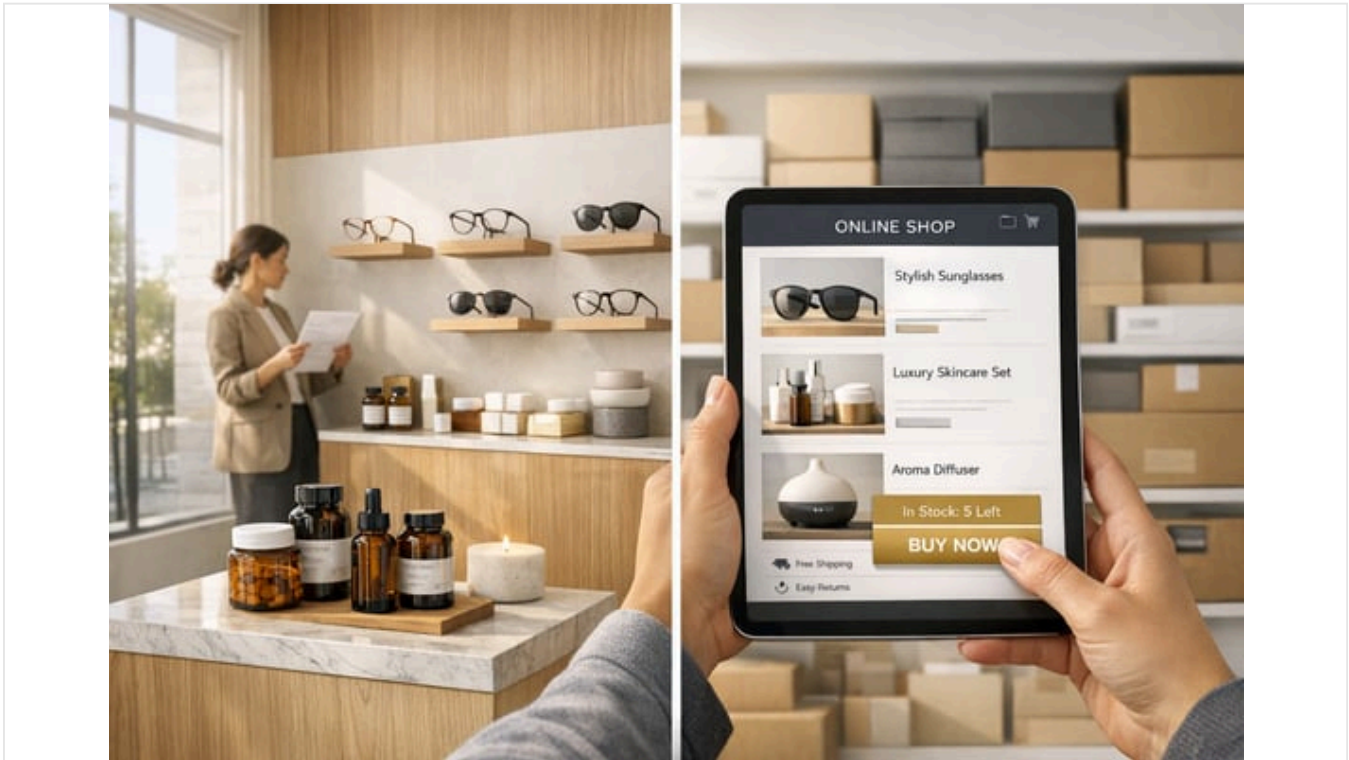 ONLINE SHOP
Stylish Sunglasses
Luxury Skincare Set
Aroma Diffuser
In Stock: 5 Left
BUY NOW
Free Shipping
Easy Returns